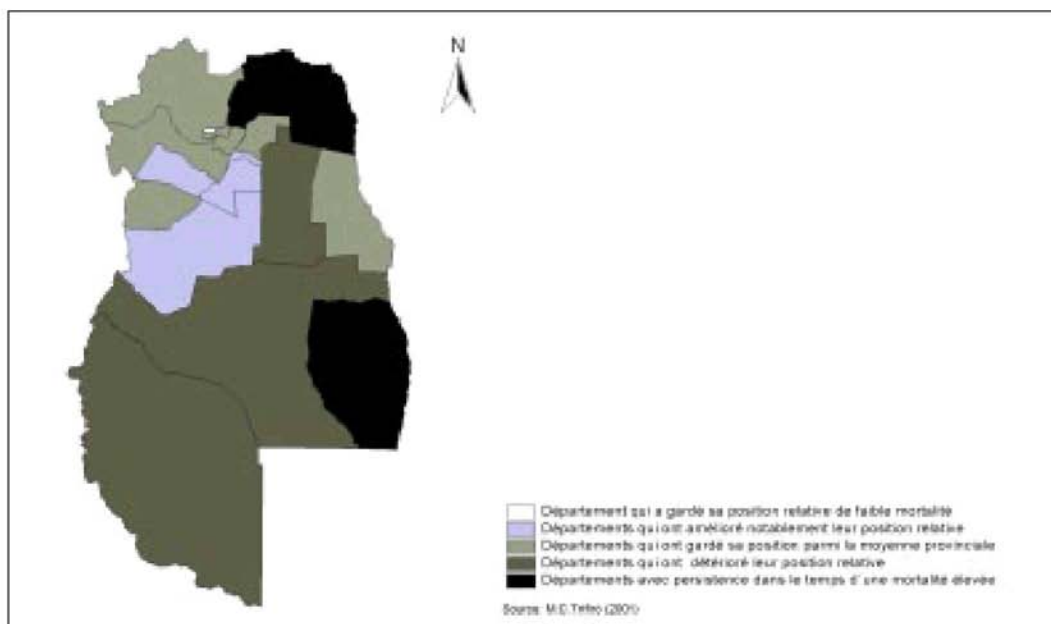 N
Département qui a gardé sa position relative de faible mortalité
Départements qui ont amélioré notablement leur position relative
Départements qui ont gardé sa position parmi la moyenne provinciale
Départements qui ont détérioré leur position relative
Départements avec persistence dans le temps d'une mortalité élevée
Source: M.C. (2001)